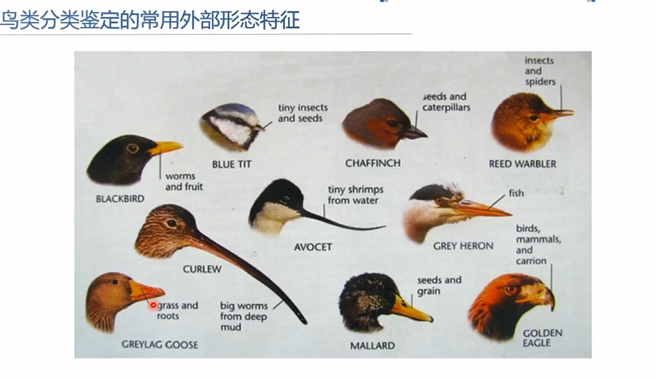 鸟类分类鉴定的常用外部形态特征
insects
and
spiders
tiny insects
and seeds
seeds and
caterpillars
BLUE TIT
CHAFFINCH
REED WARBLER
worms
and fruit
BLACKBIRD
tiny shrimps
from water
fish
AVOCET
GREY HERON
birds,
mammals,
and
carrion
CURLEW
grass and
roots
big worms
from deep
mud
seeds and
grain
GREYLAG GOOSE
MALLARD
GOLDEN
EAGLE